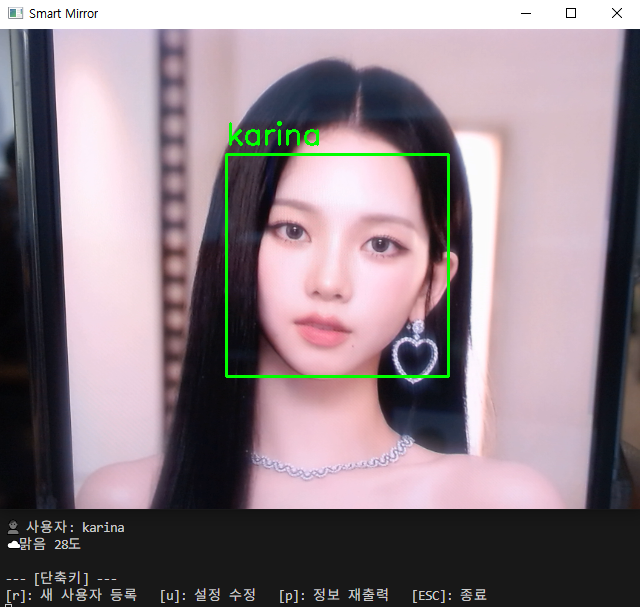 Smart Mirror
karina
사용자: karina
맑음 28도
--- [단축키] ---
[r]: 새 사용자 등록 [u]: 설정 수정 [p]: 정보 재출력 [ESC]: 종료